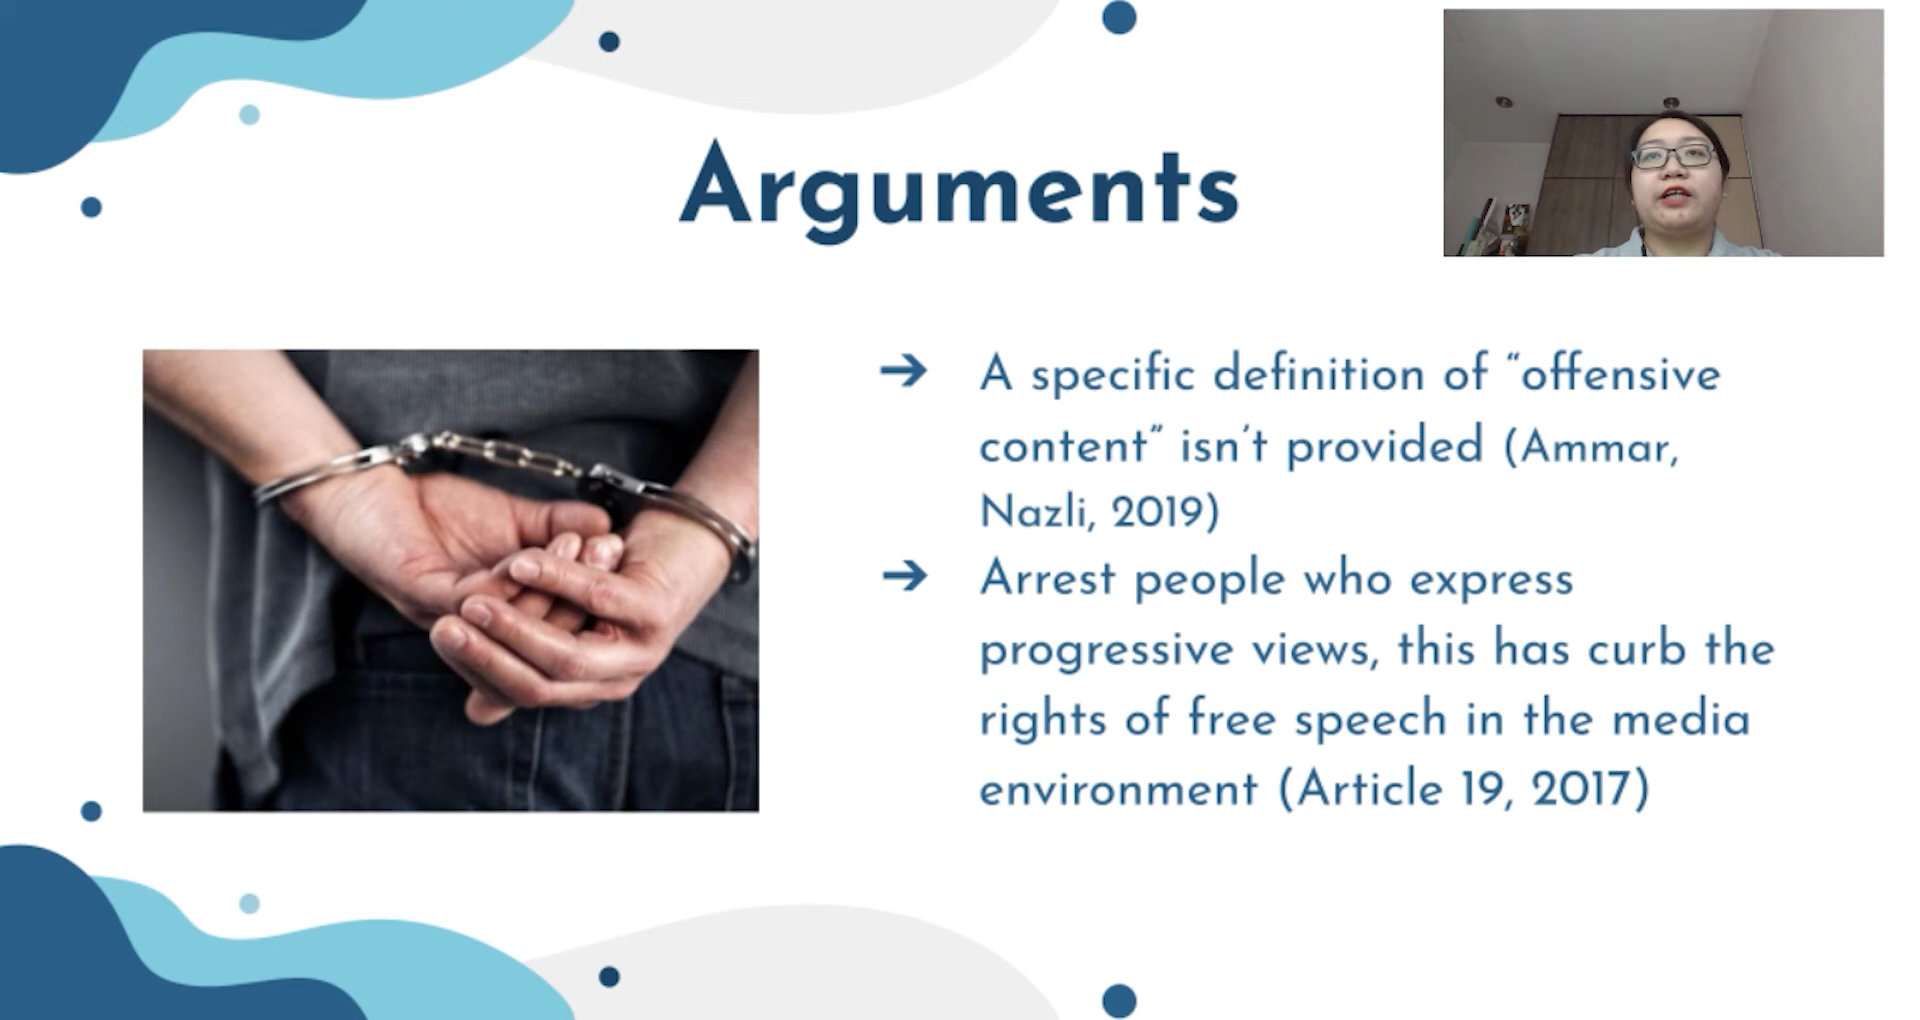 Arguments
➔ A specific definition of “offensive
content” isn’t provided (Ammar,
Nazli, 2019)
➔ Arrest people who express
progressive views, this has curb the
rights of free speech in the media
environment (Article 19, 2017)